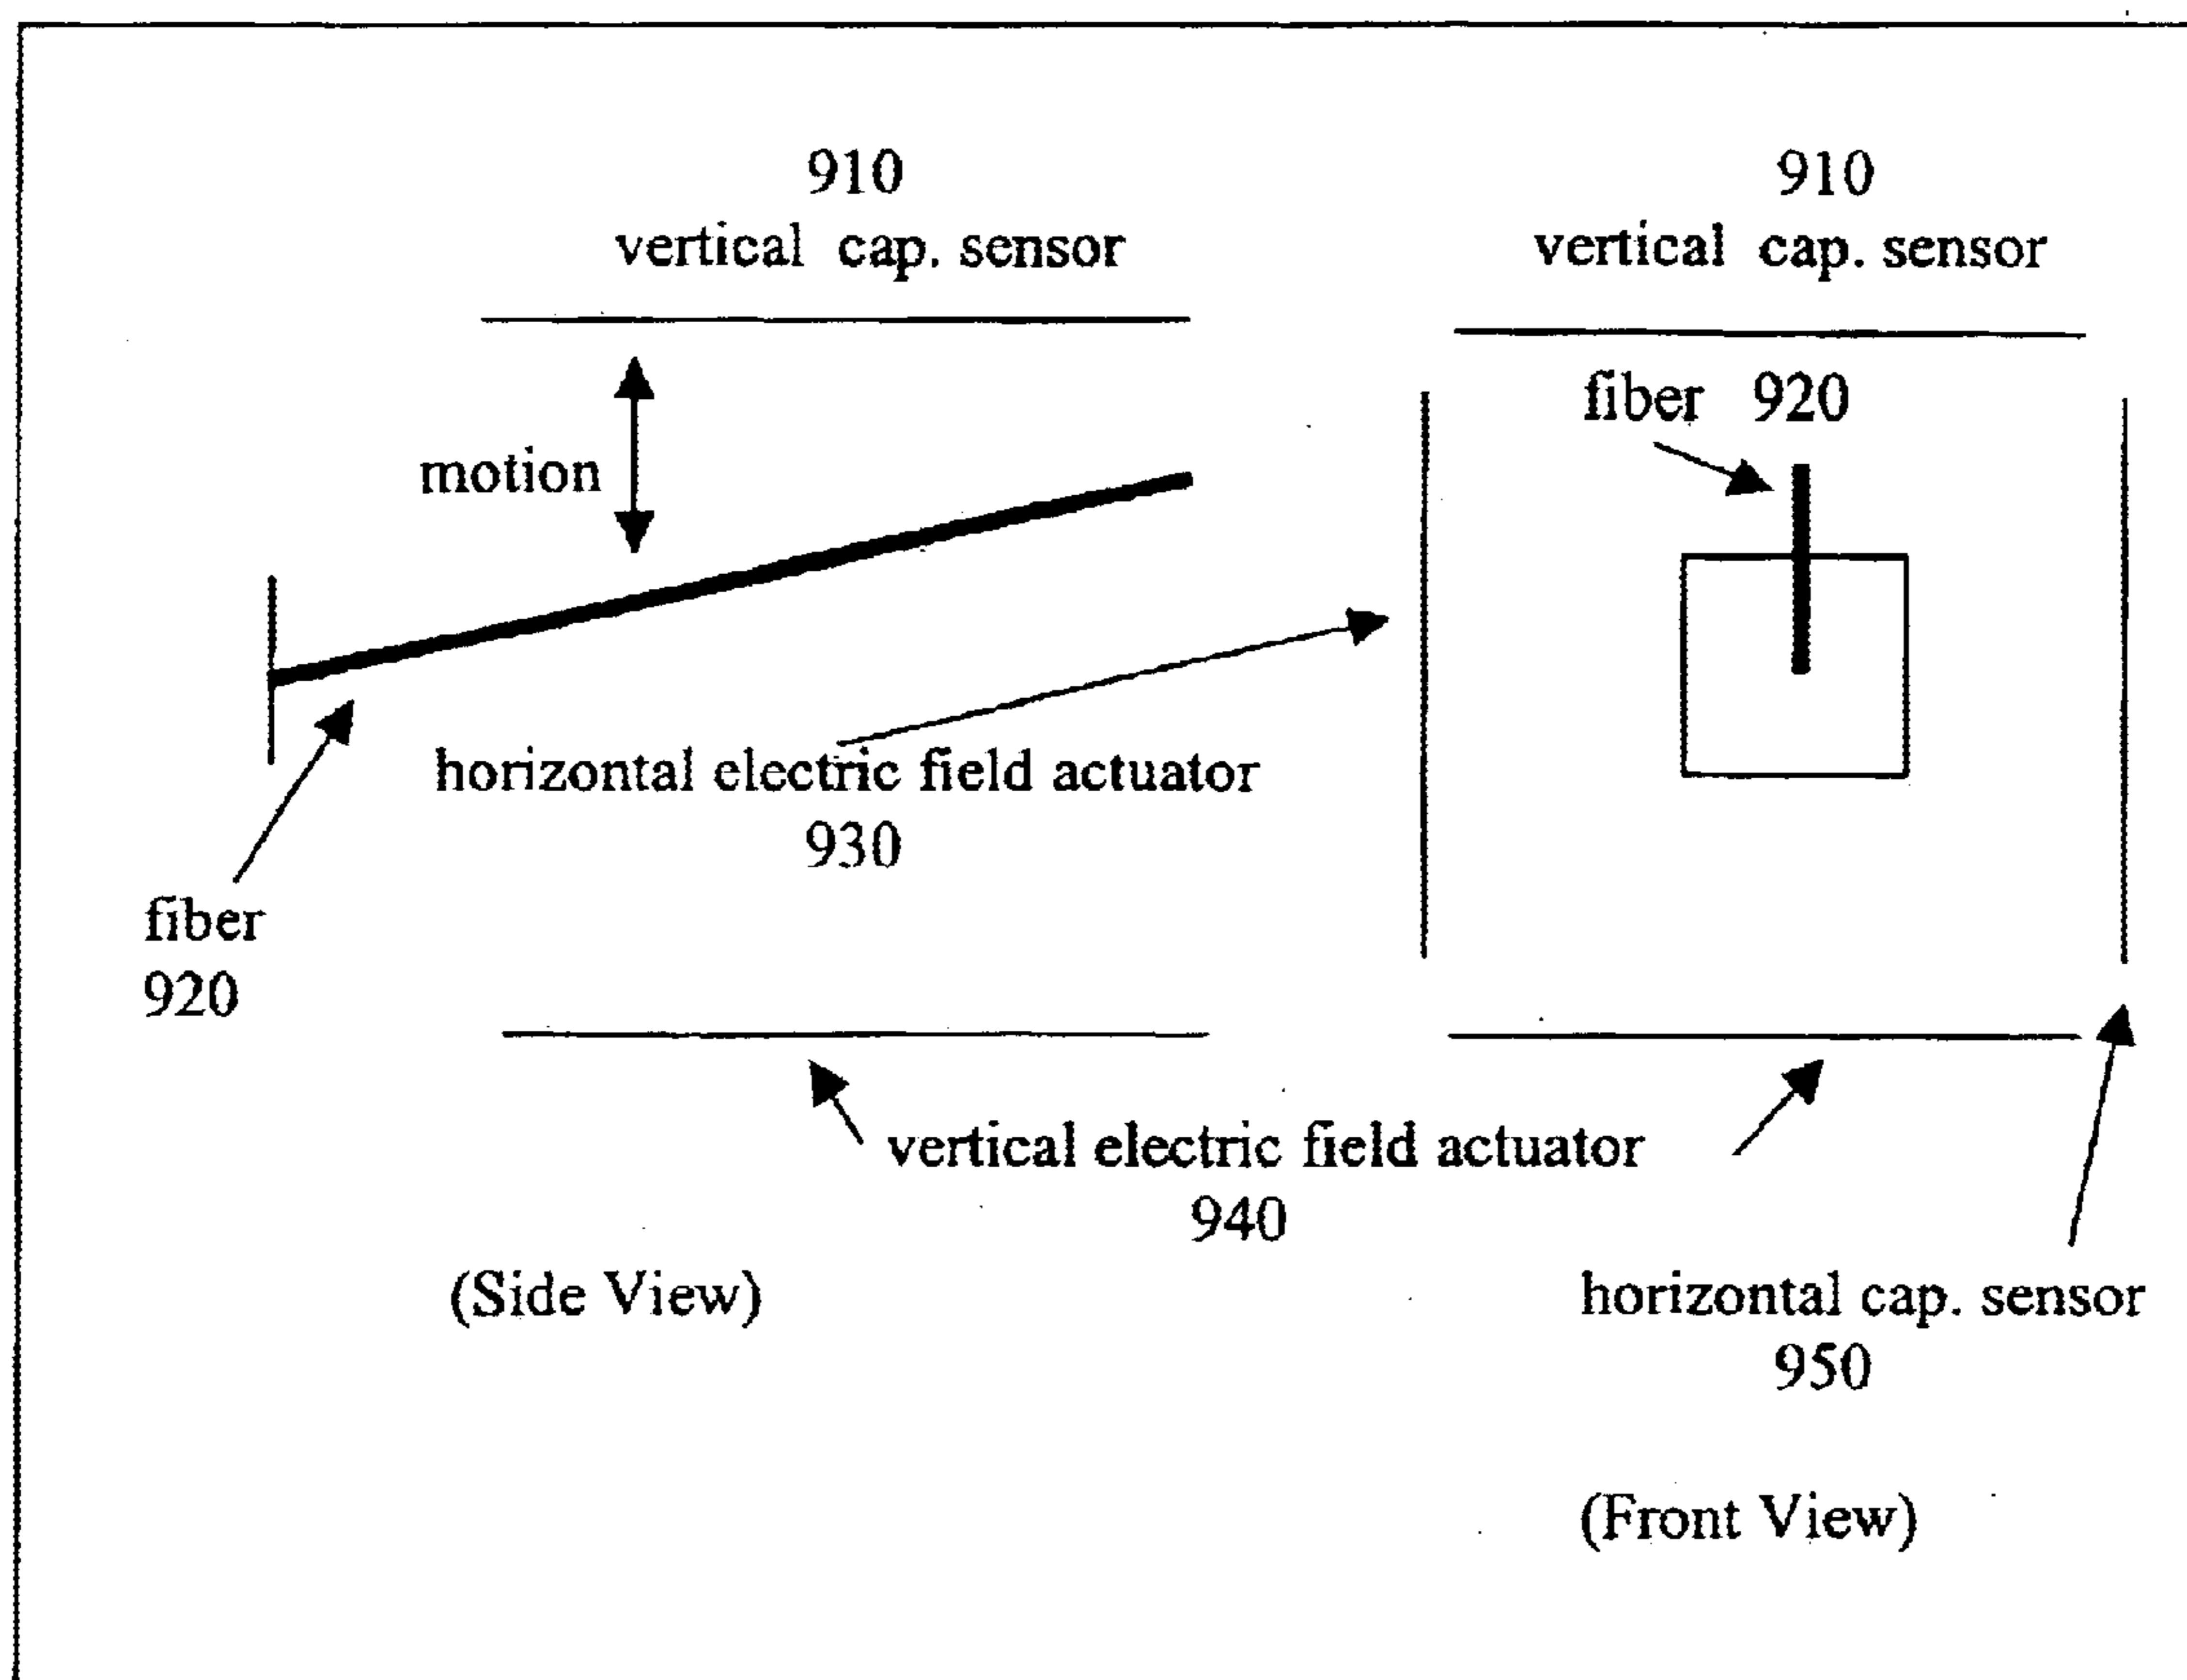 910
vertical cap. sensor
910
vertical cap. sensor
fiber 920
motion
horizontal electric field actuator
930
fiber
920
vertical electric field actuator
940
(Side View)
horizontal cap. sensor
950
(Front View)